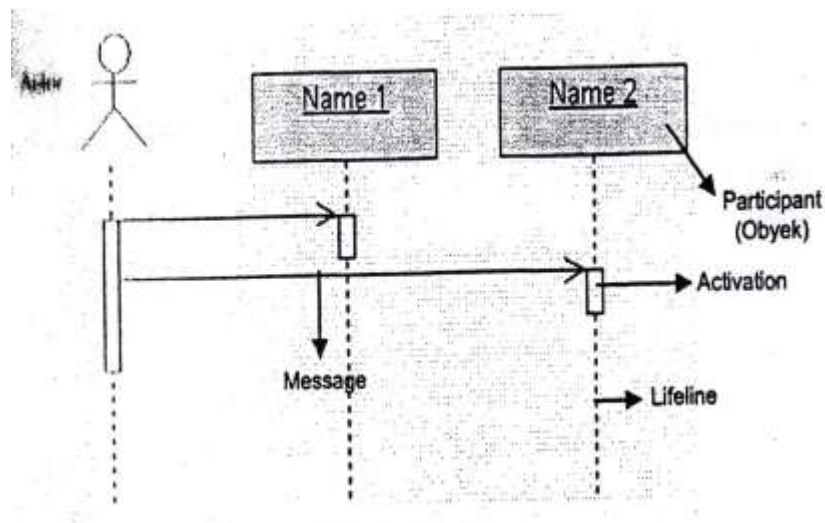 Name 1
Name 2
Participant
(Obyek)
Activation
Message
Lifeline